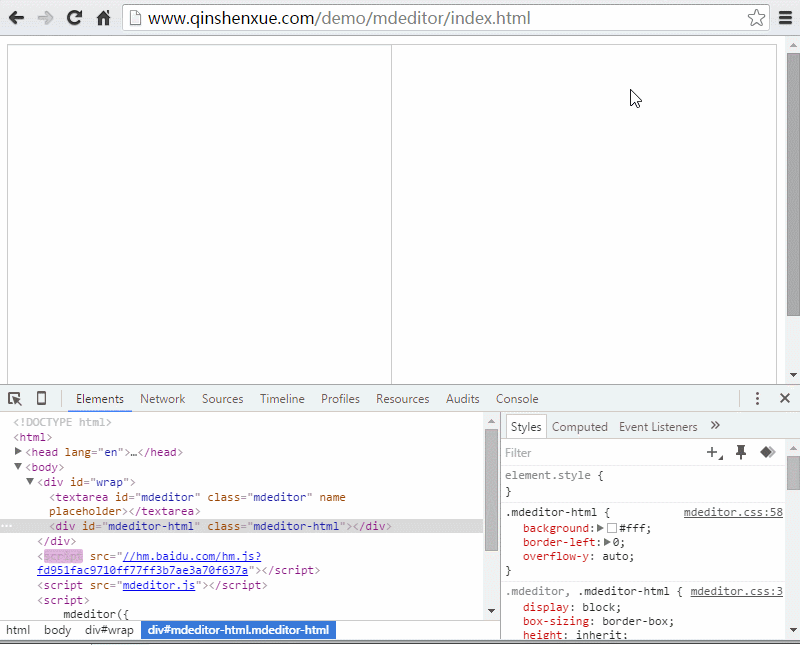 www.qinshenxue.com/demo/mdeditor/index.html
Elements Network Sources Timeline Profiles Resources Audits Console
<!DOCTYPE html>
<html>
<head lang="en">…</head>
<body>
<div id="wrap">
<textarea id="mdeditor" class="mdeditor" name
placeholder></textarea>
<div id="mdeditor-html" class="mdeditor-html"></div>
</div>
<script src="//hm.baidu.com/hm.js?
fd951fac9710ff77ff3b7ae3a70f637a"></script>
<script src="mdeditor.js"></script>
<script>
mdeditor({
html body div#wrap div#mdeditor-html.mdeditor-html
Styles Computed Event Listeners »
Filter
element.style {
}
.mdeditor-html { mdeditor.css:58
background: #fff;
border-left: 0;
overflow-y: auto;
}
.mdeditor, .mdeditor-html { mdeditor.css:3
display: block;
box-sizing: border-box;
height: inherit;